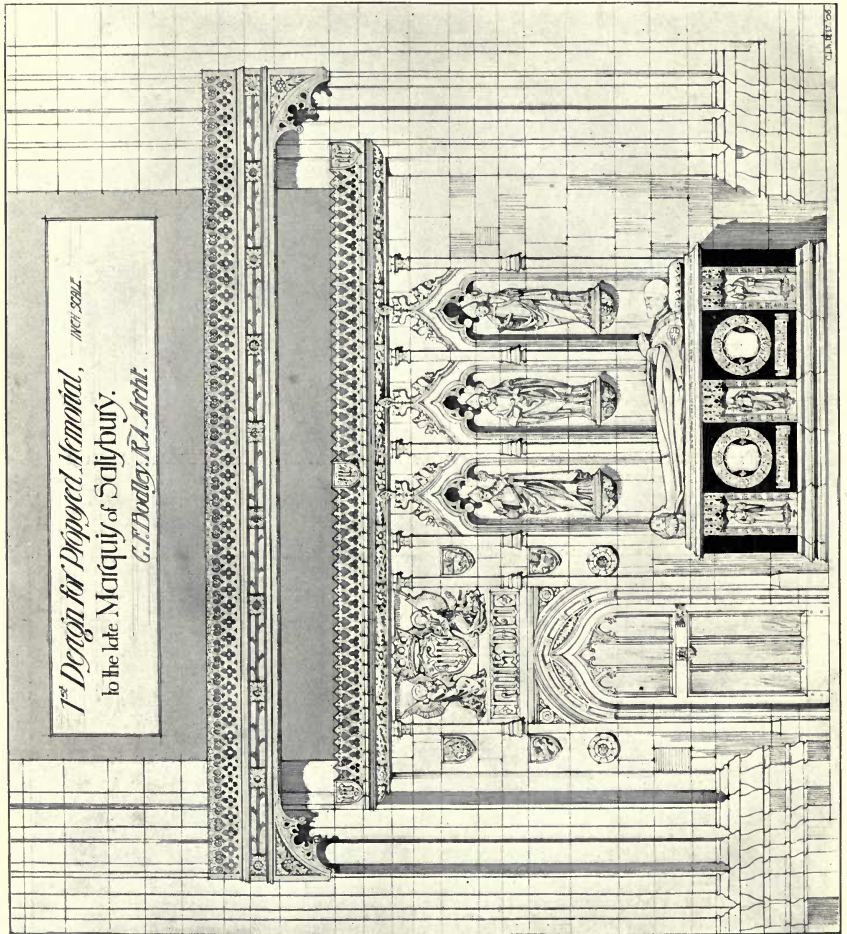 1st Design for Proposed Memorial, INCH SCALE.
to the late Marquis of Salisbury.
G.F. Bodley. R.A. Archt.